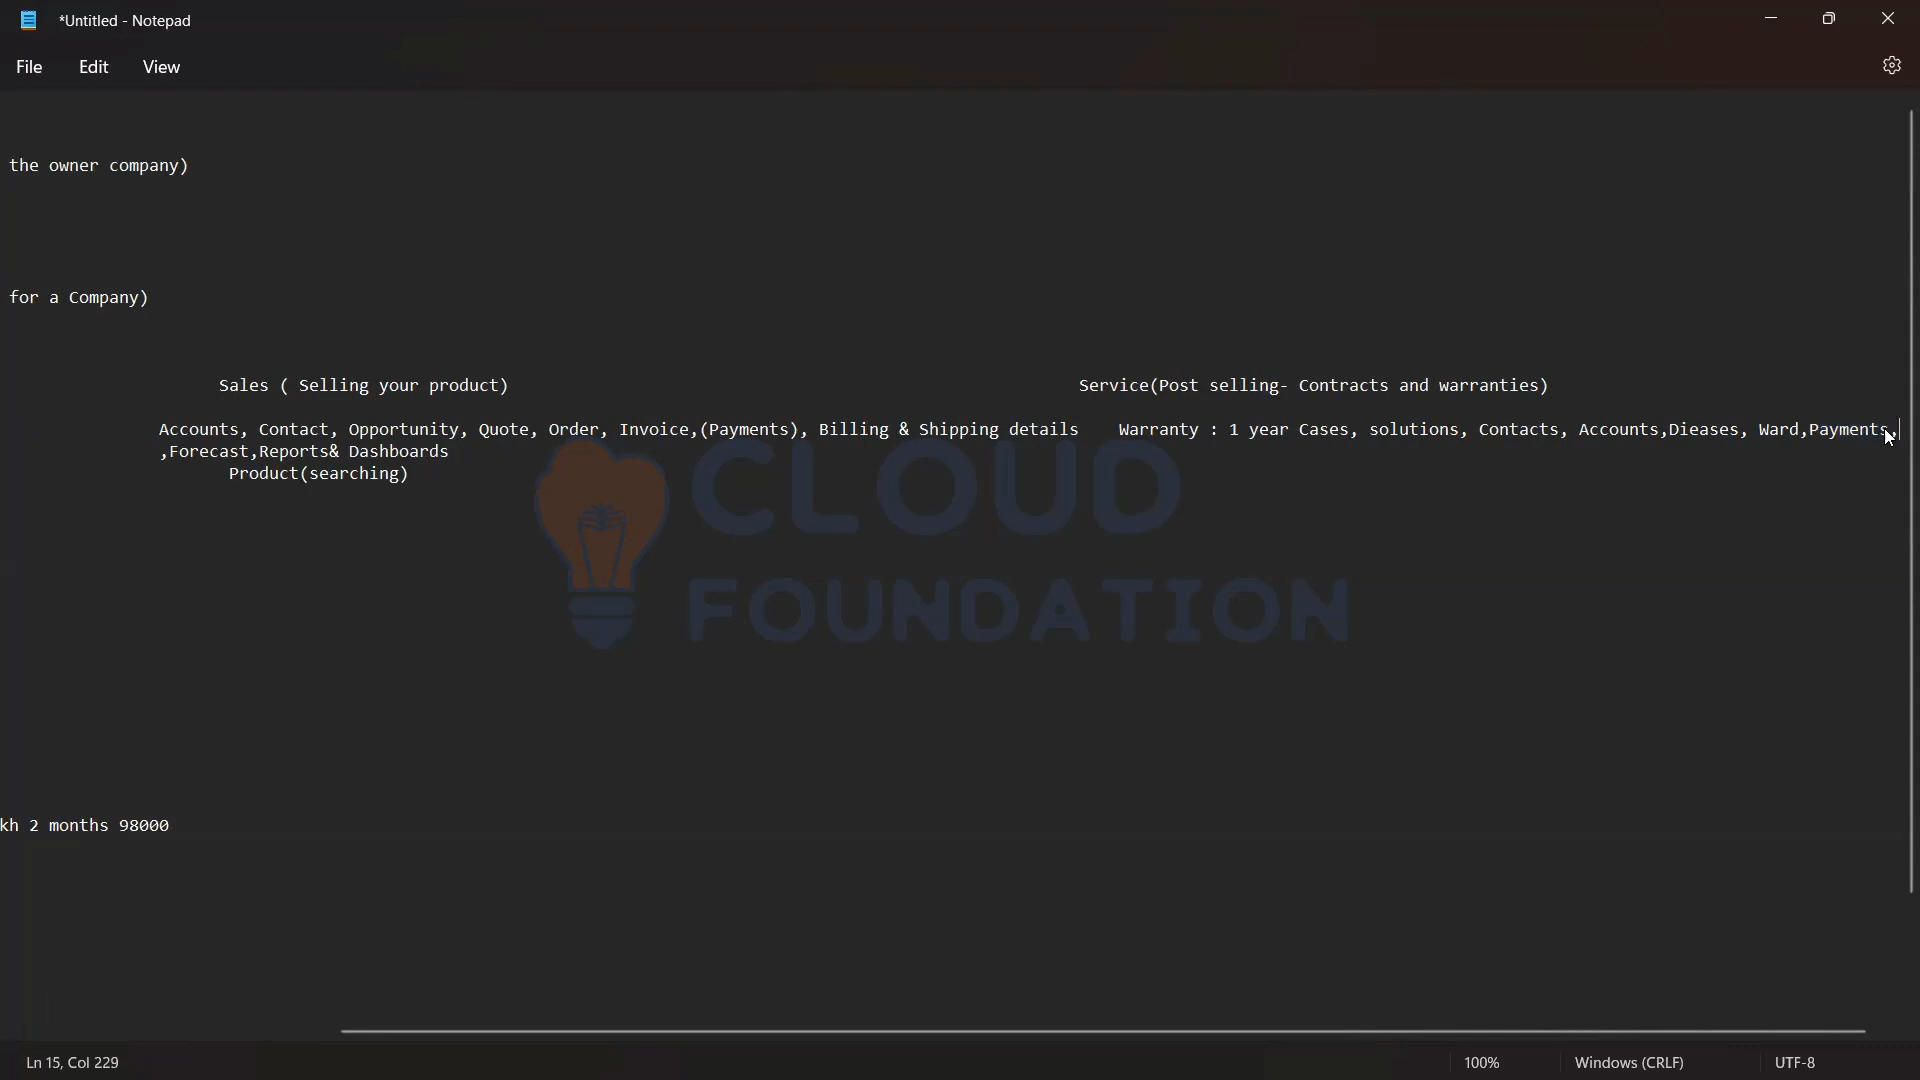 *Untitled - Notepad
File Edit View
the owner company)
for a Company)
Sales ( Selling your product) Service(Post selling- Contracts and warranties)
Accounts, Contact, Opportunity, Quote, Order, Invoice,(Payments), Billing & Shipping details Warranty : 1 year Cases, solutions, Contacts, Accounts,Dieases, Ward,Payments,
,Forecast,Reports& Dashboards
Product(searching)
CLOUD
FOUNDATION
kh 2 months 98000
Ln 15, Col 229 100% Windows (CRLF) UTF-8